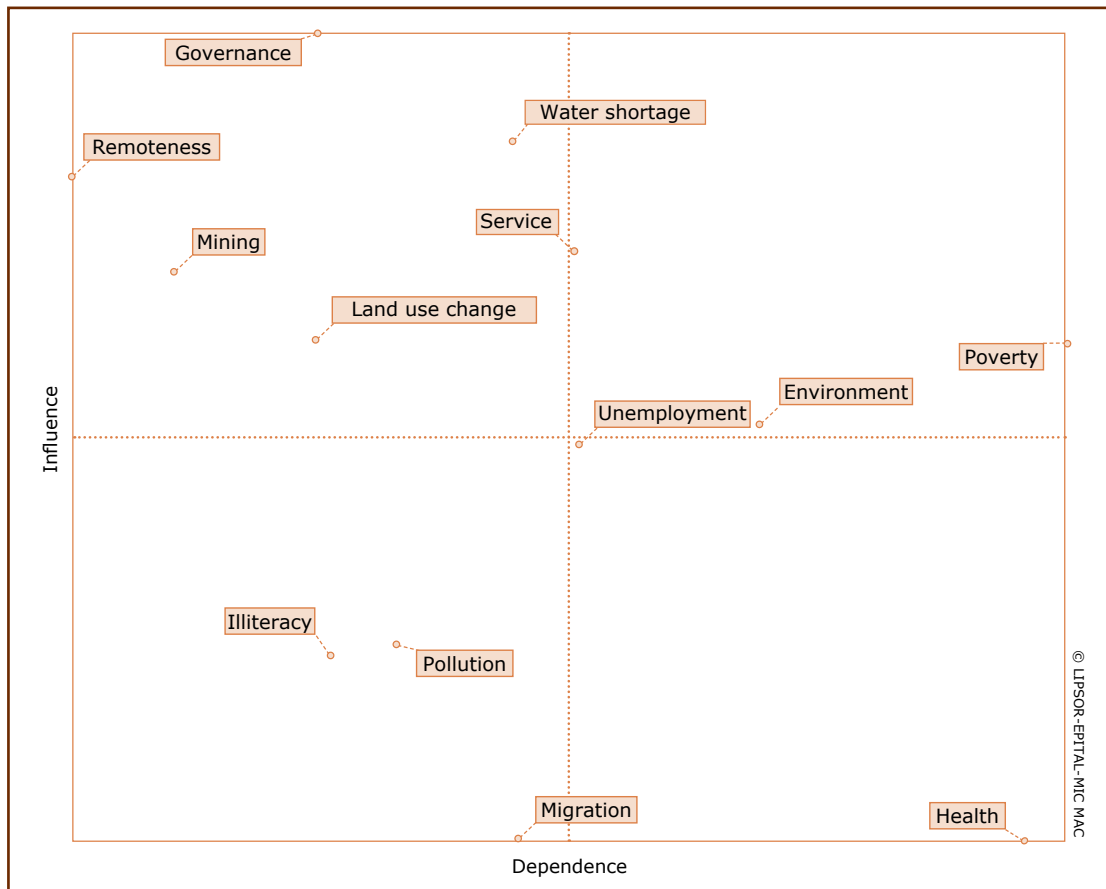 Governance
Water shortage
Remoteness
Service
Mining
Land use change
Poverty
Environment
Unemployment
Influence
Illiteracy
Pollution
© LIPSOR-EPITAL-MIC MAC
Migration
Health
Dependence